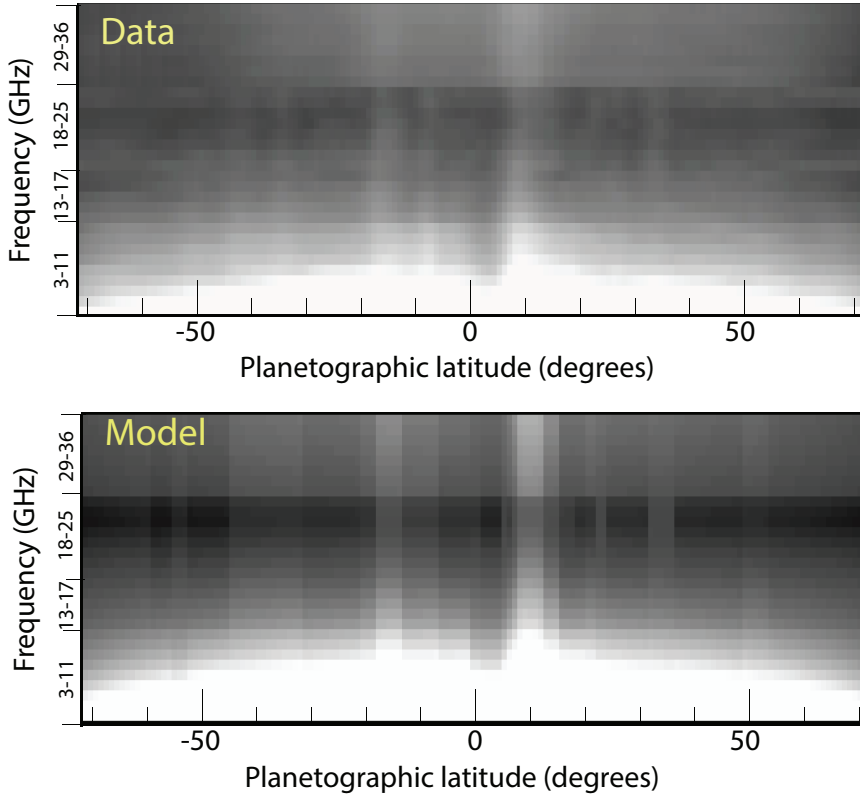 Data
Frequency (GHz)
29-36
18-25
13-17
3-11
-50
0
50
Planetographic latitude (degrees)
Model
Frequency (GHz)
29-36
18-25
13-17
3-11
-50
0
50
Planetographic latitude (degrees)